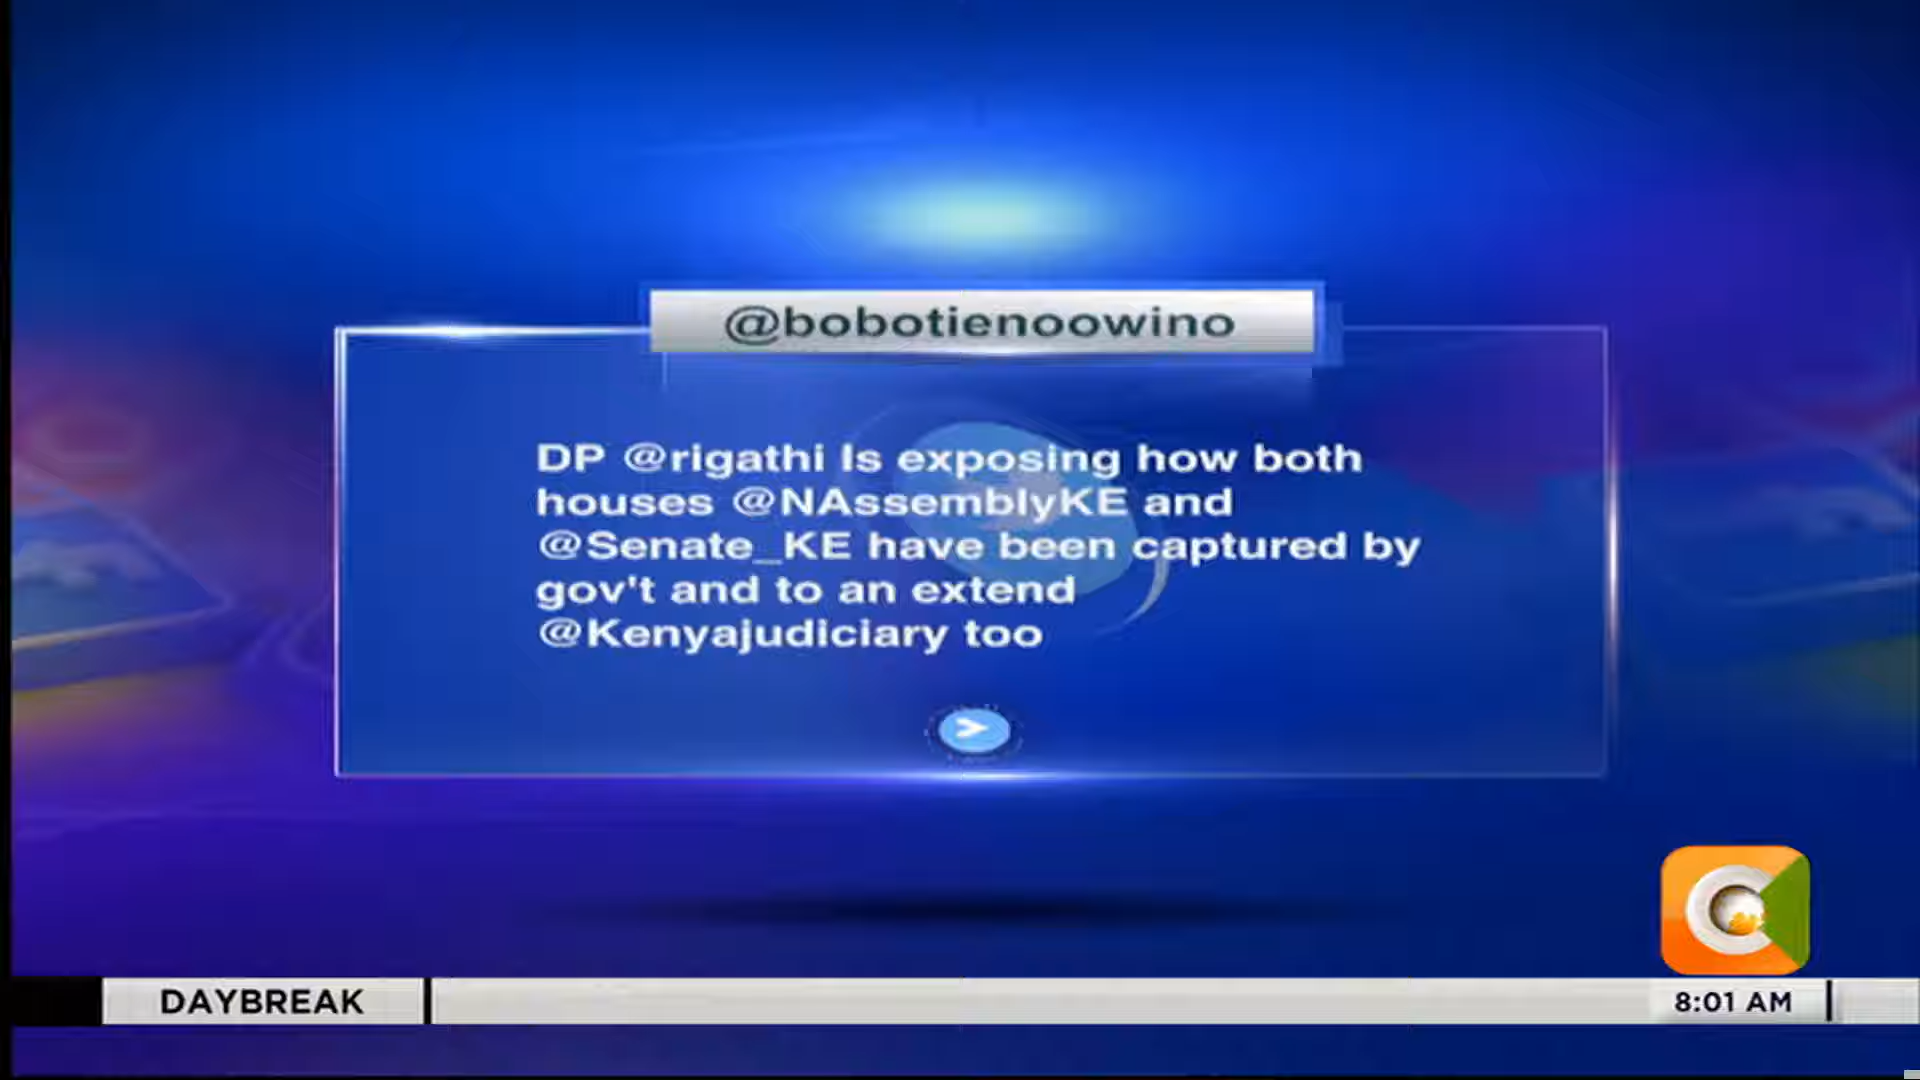 @bobotienoowino
DP @rigathi Is exposing how both
houses @NAssemblyKE and
@Senate_KE have been captured by
gov't and to an extend
@Kenyajudiciary too
DAYBREAK
8:01 AM